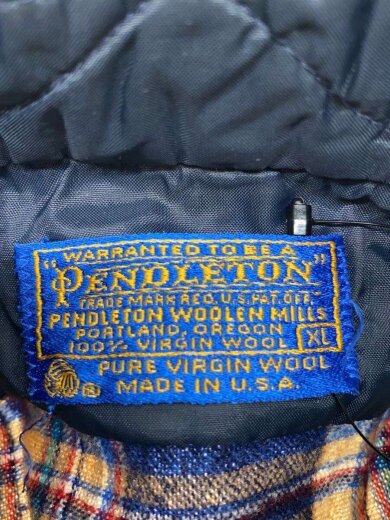 "WARRANTED TO BE A
PENDLETON"
TRADE MARK REG. U.S. PAT. OFF.
PENDLETON WOOLEN MILLS
PORTLAND, OREGON
100% VIRGIN WOOL XL
PURE VIRGIN WOOL
® MADE IN U.S.A.